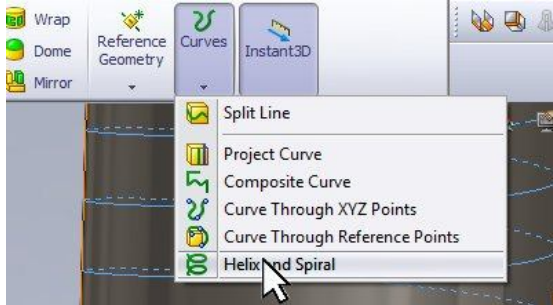 Wrap
Dome
Mirror
Reference
Geometry
Curves
Instant3D
Split Line
Project Curve
Composite Curve
Curve Through XYZ Points
Curve Through Reference Points
Helix and Spiral